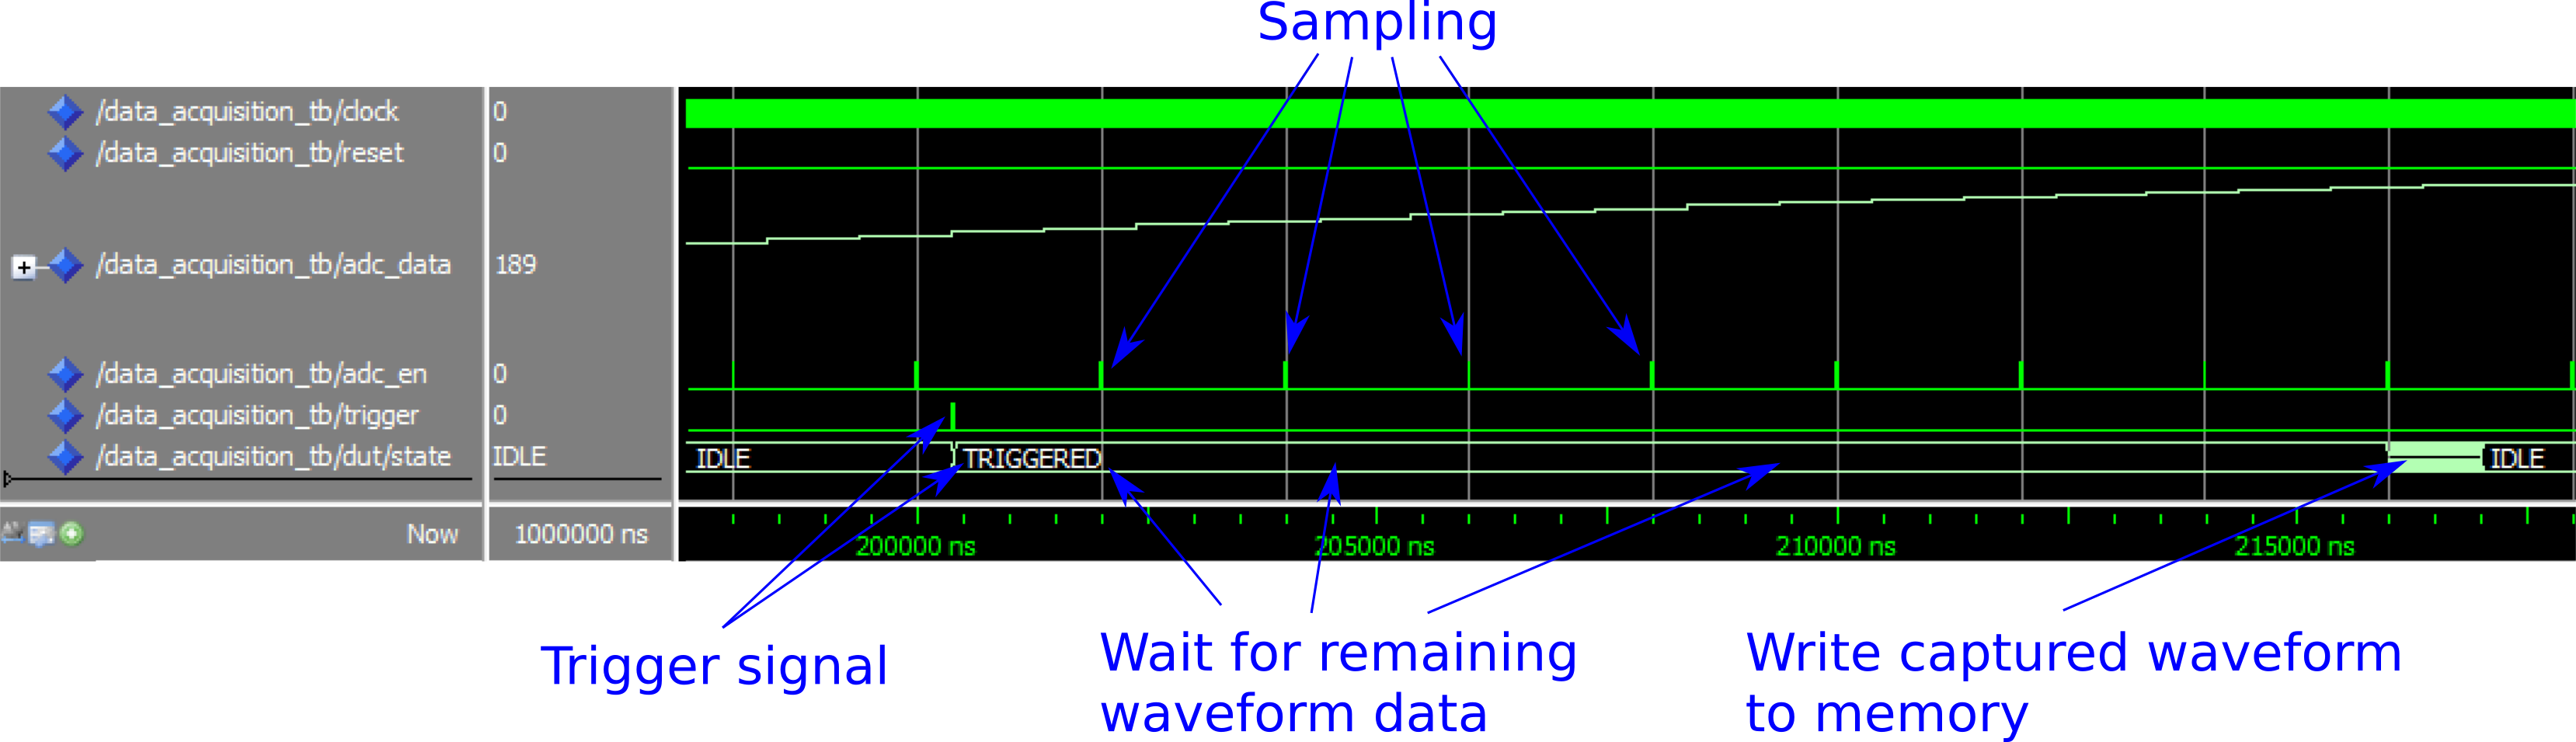 Sampling
/data_acquisition_tb/clock 0
/data_acquisition_tb/reset 0
/data_acquisition_tb/adc_data 189
/data_acquisition_tb/adc_en 0
/data_acquisition_tb/trigger 0
/data_acquisition_tb/dut/state IDLE IDLE TRIGGERED IDLE
Now 1000000 ns 200000 ns 205000 ns 210000 ns 215000 ns
Trigger signal
Wait for remaining
waveform data
Write captured waveform
to memory